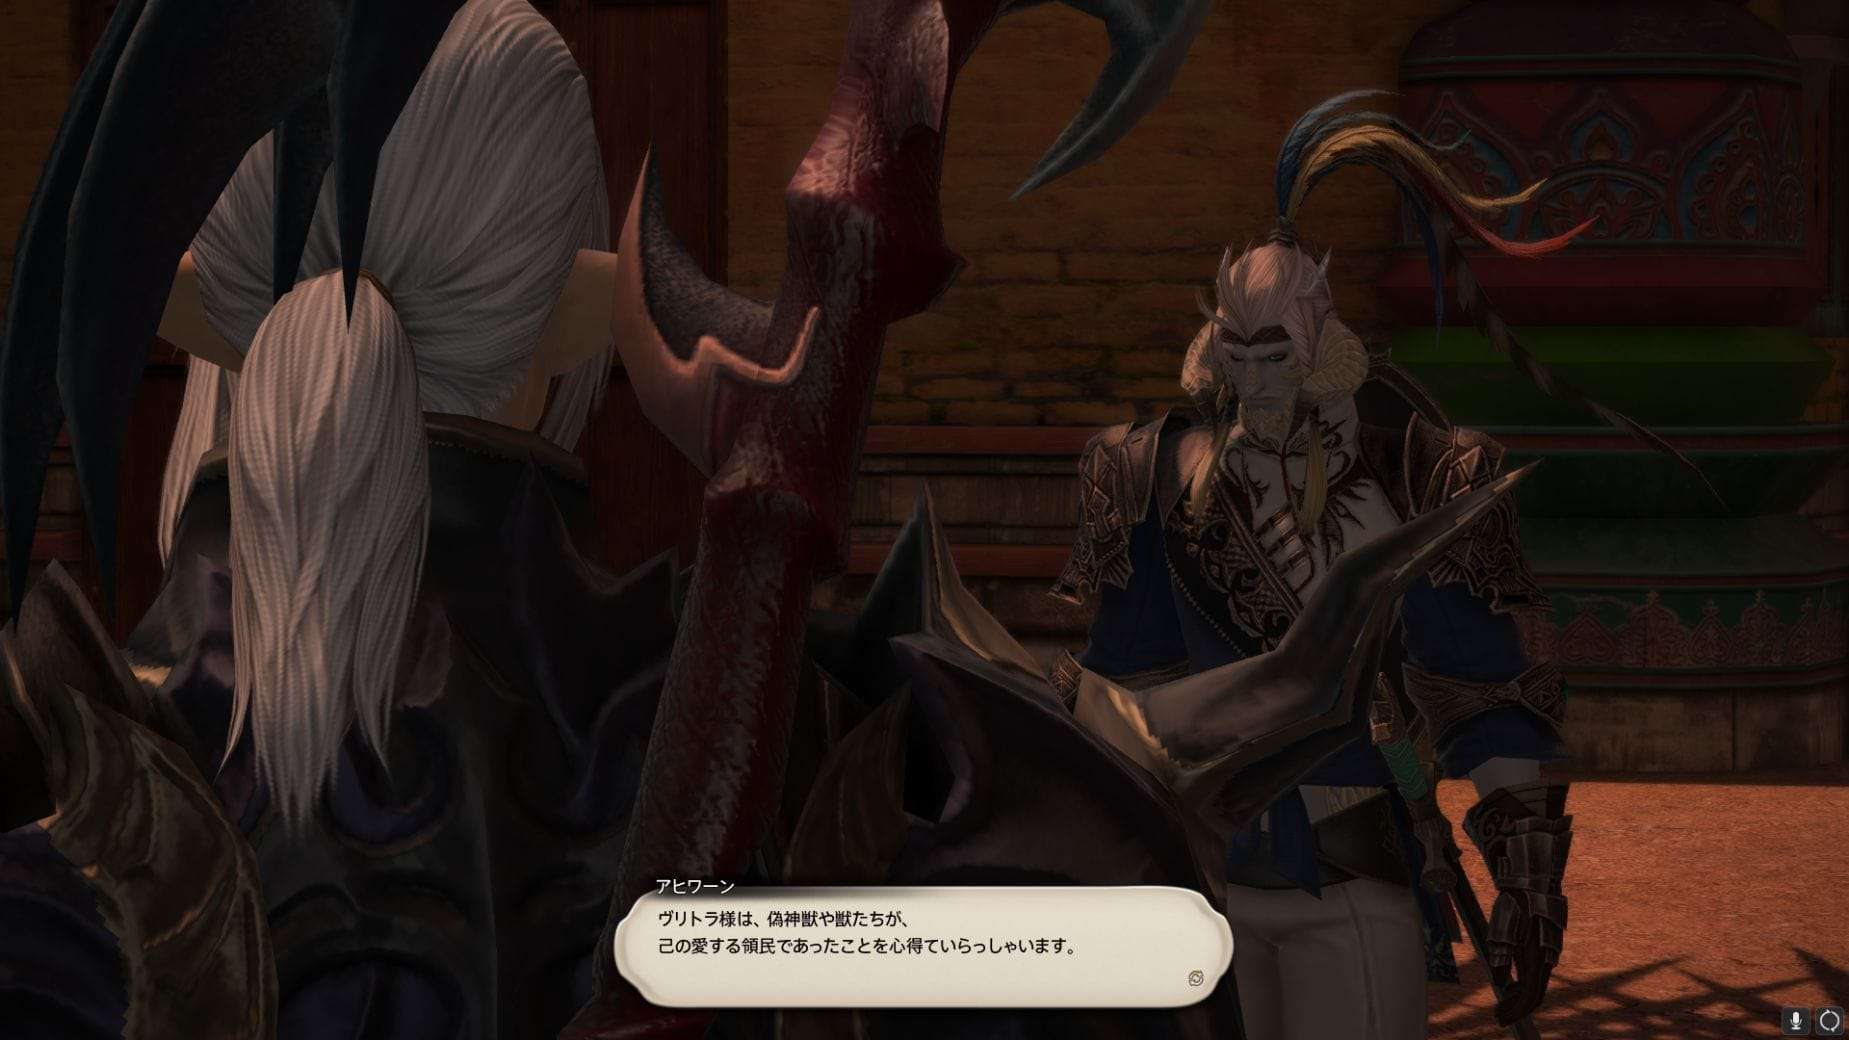 アヒワーン
ヴリトラ様は、偽神獣や獣たちが、
己の愛する領民であったことを心得ていらっしゃいます。